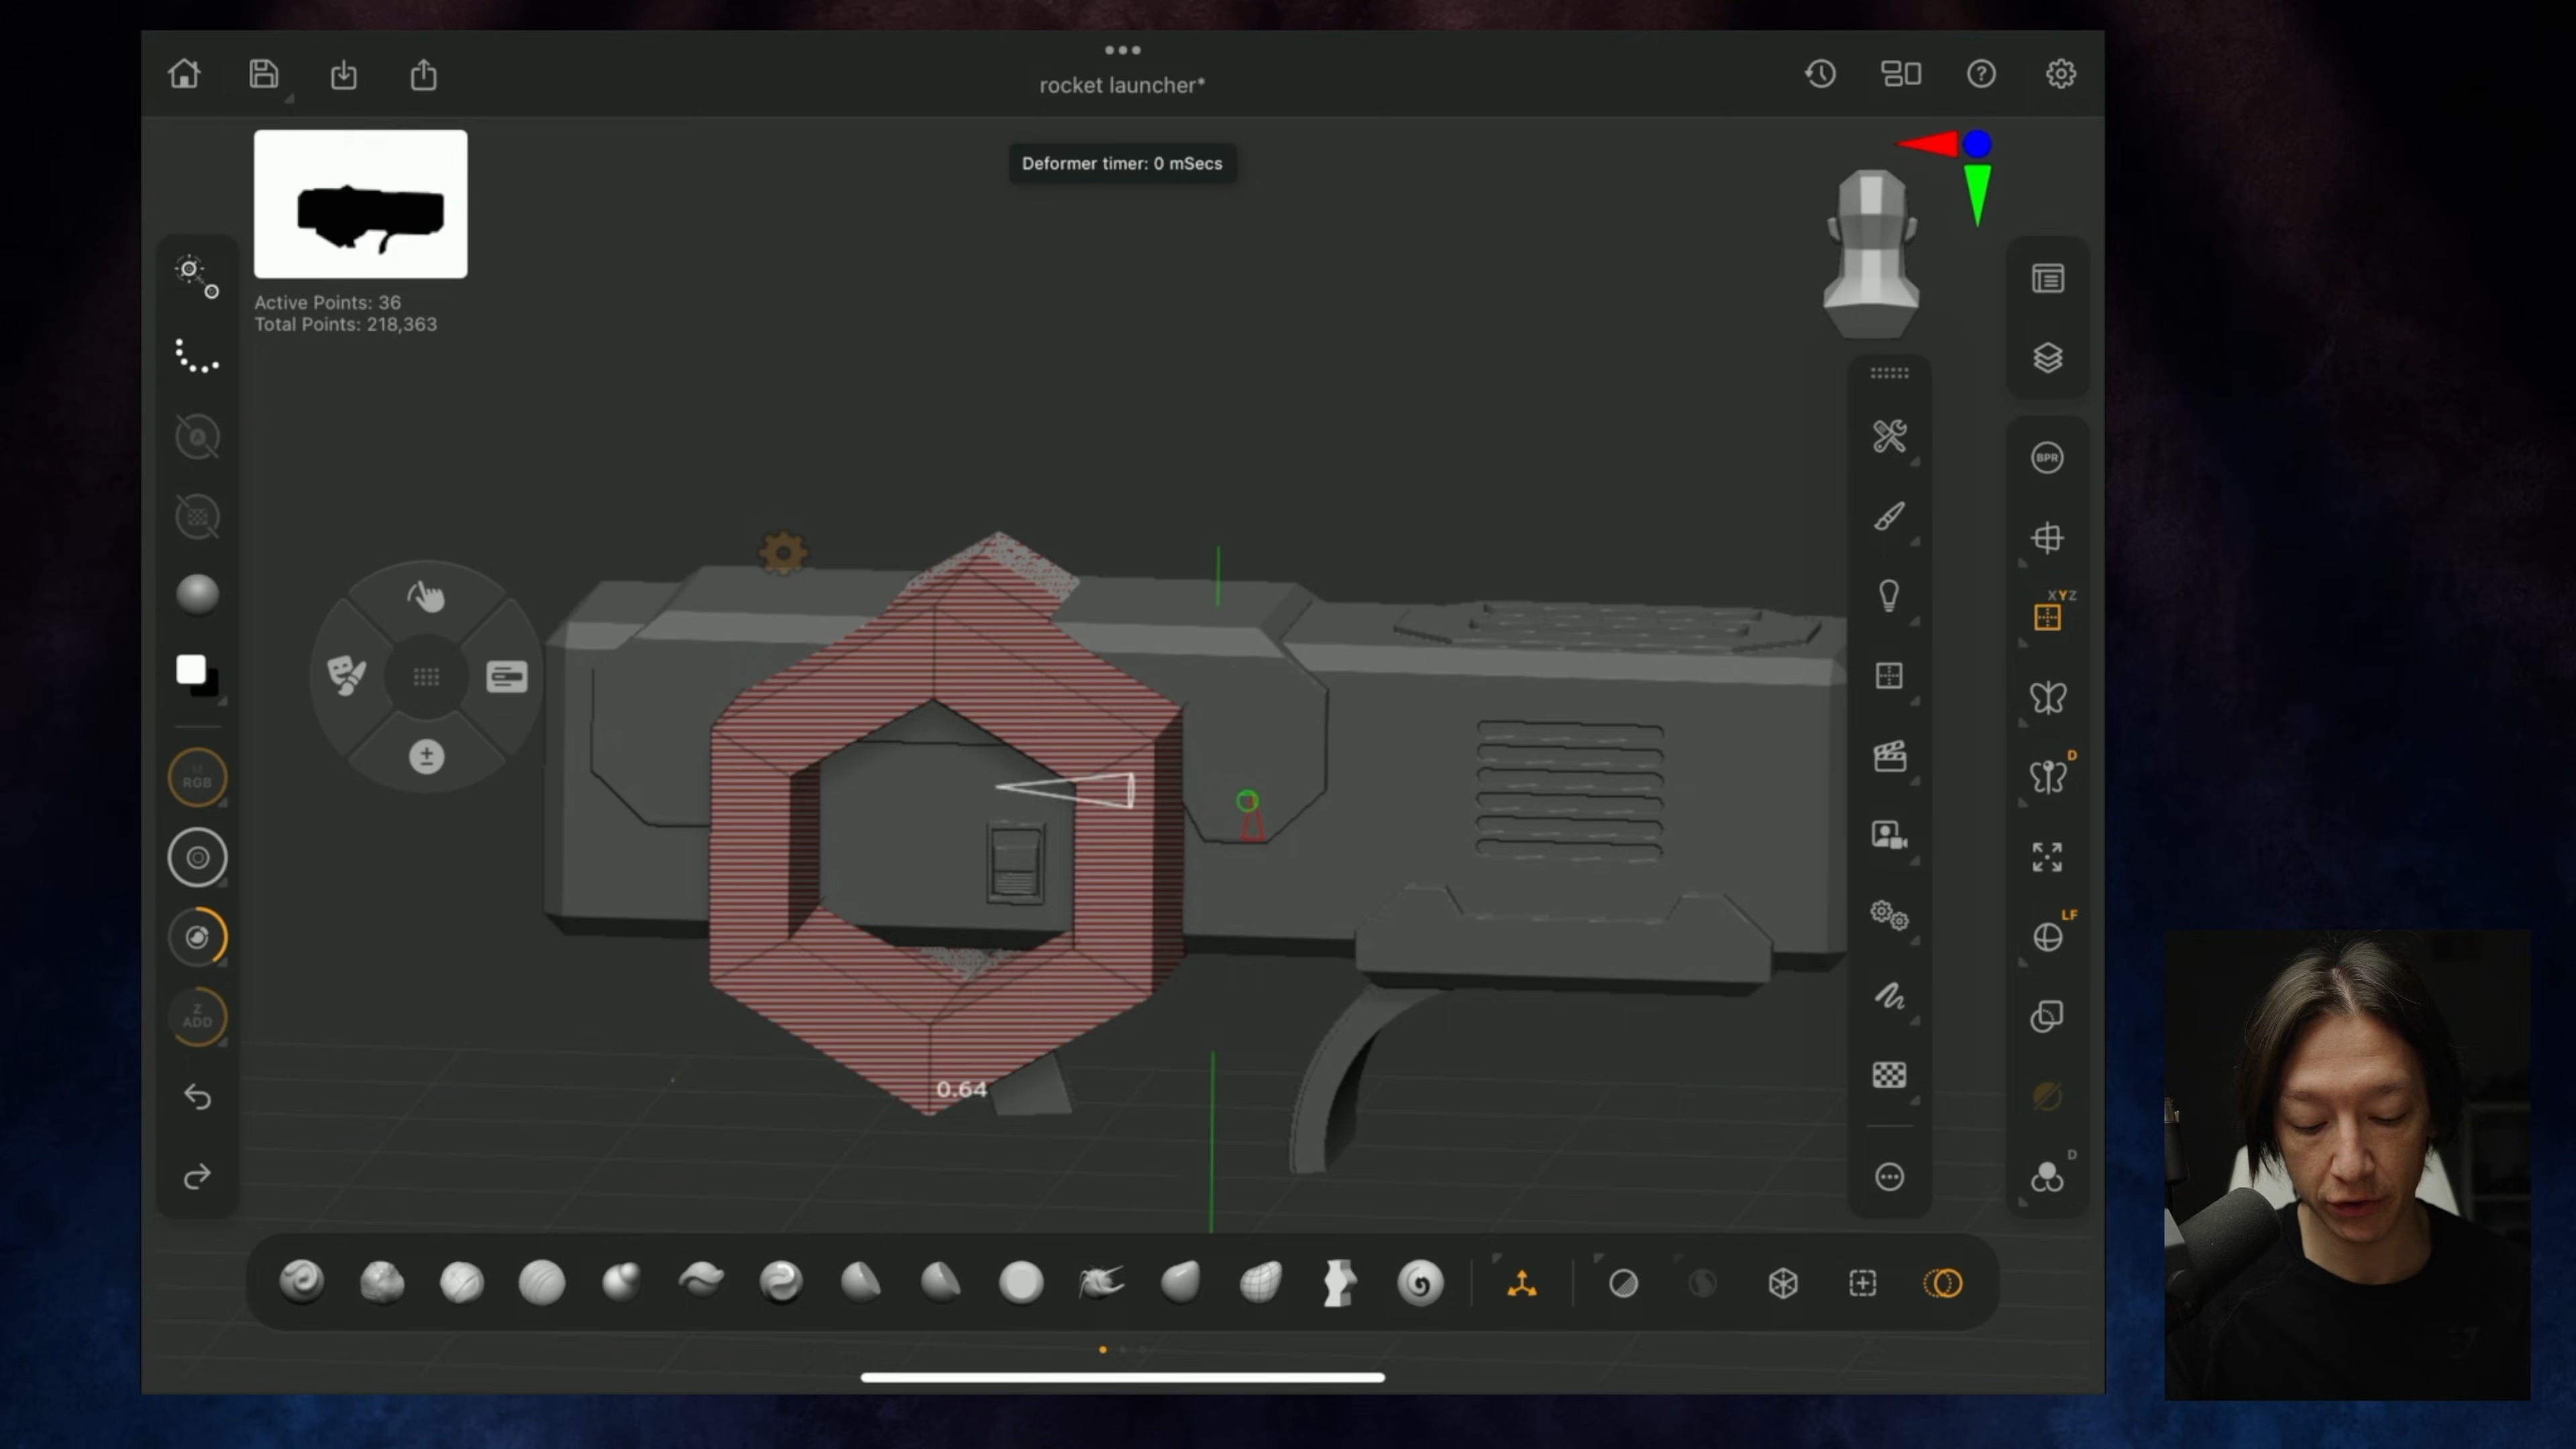 rocket launcher*
Deformer timer: 0 mSecs
Active Points: 36
Total Points: 218,363
BPR
XYZ
D
M
RGB
LF
Z
ADD
0.64
D